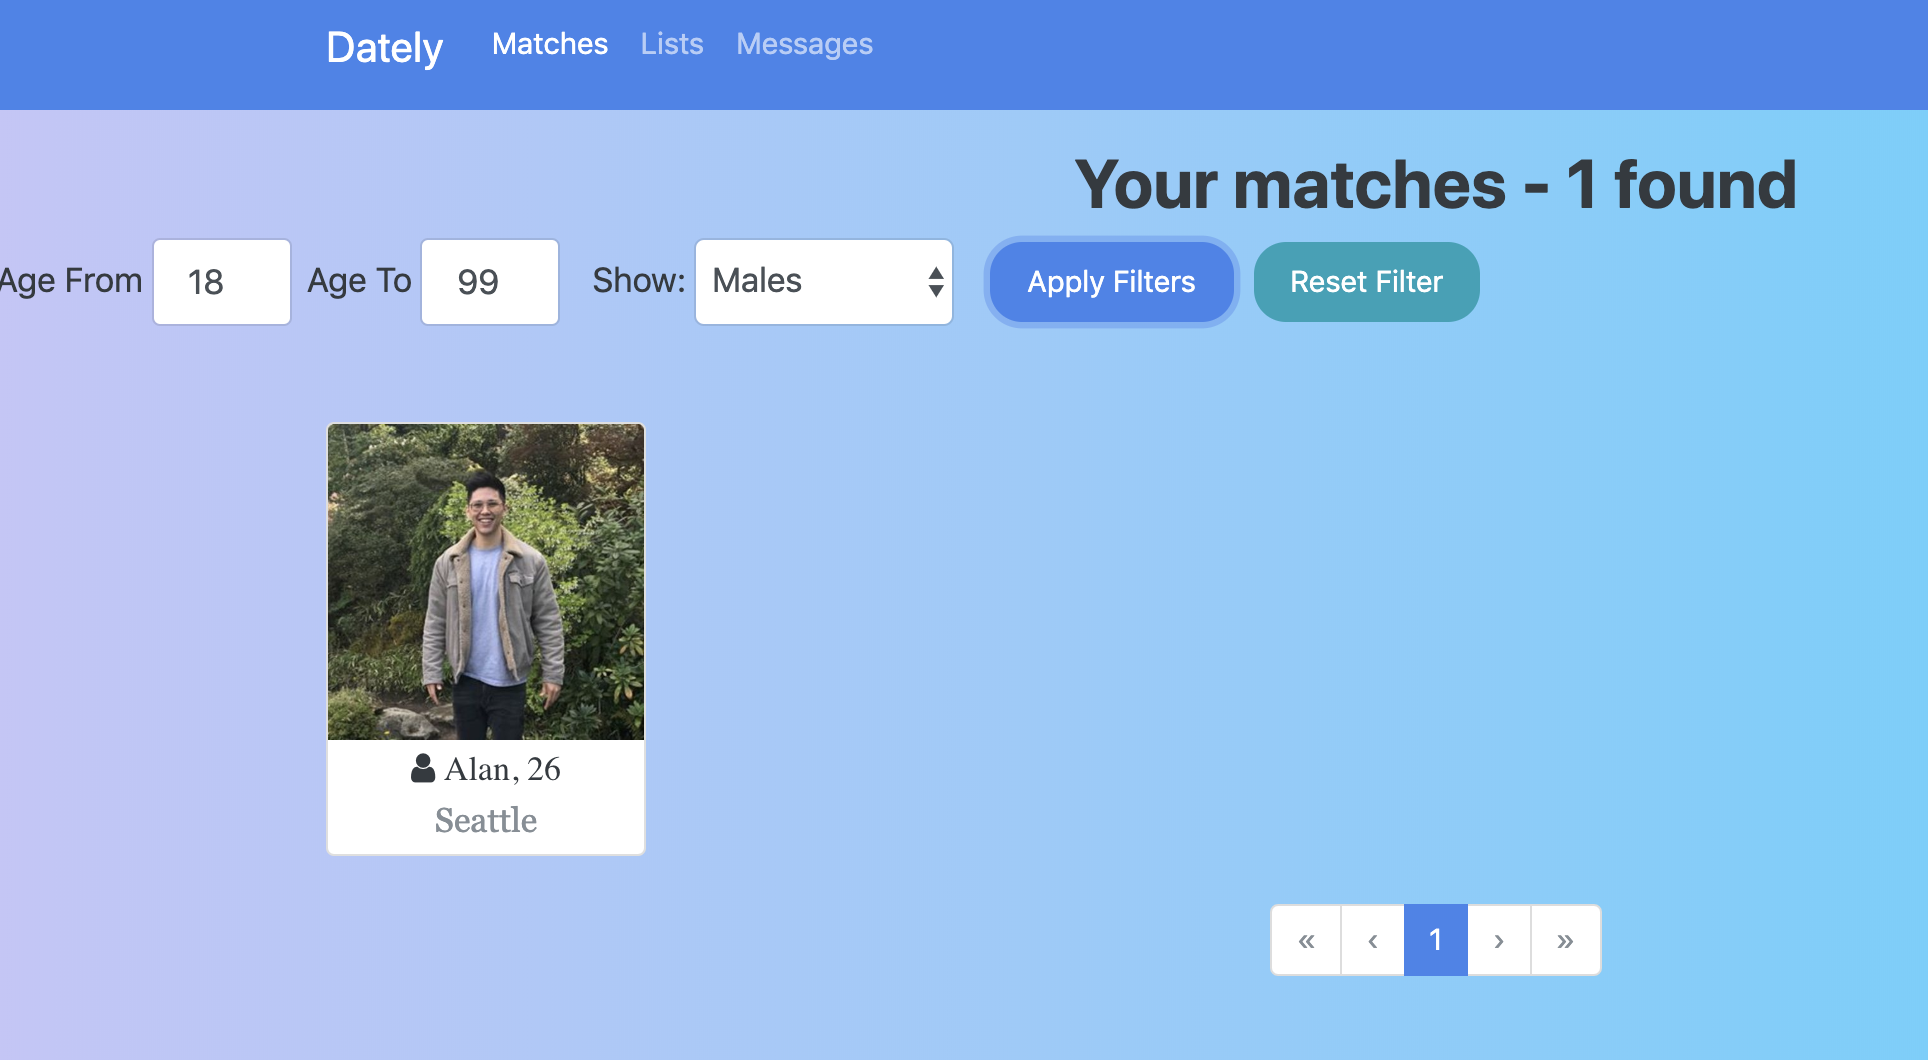 Dately Matches Lists Messages
Your matches - 1 found
Age From 18 Age To 99 Show: Males Apply Filters Reset Filter
Alan, 26
Seattle
« ‹ 1 › »